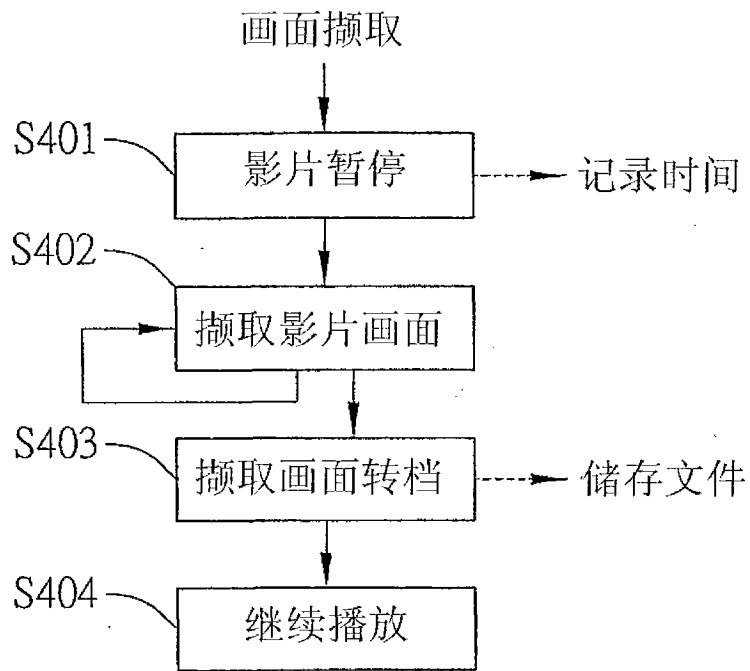 画面撷取
S401
影片暂停
记录时间
S402
撷取影片画面
S403
撷取画面转档
储存文件
S404
继续播放